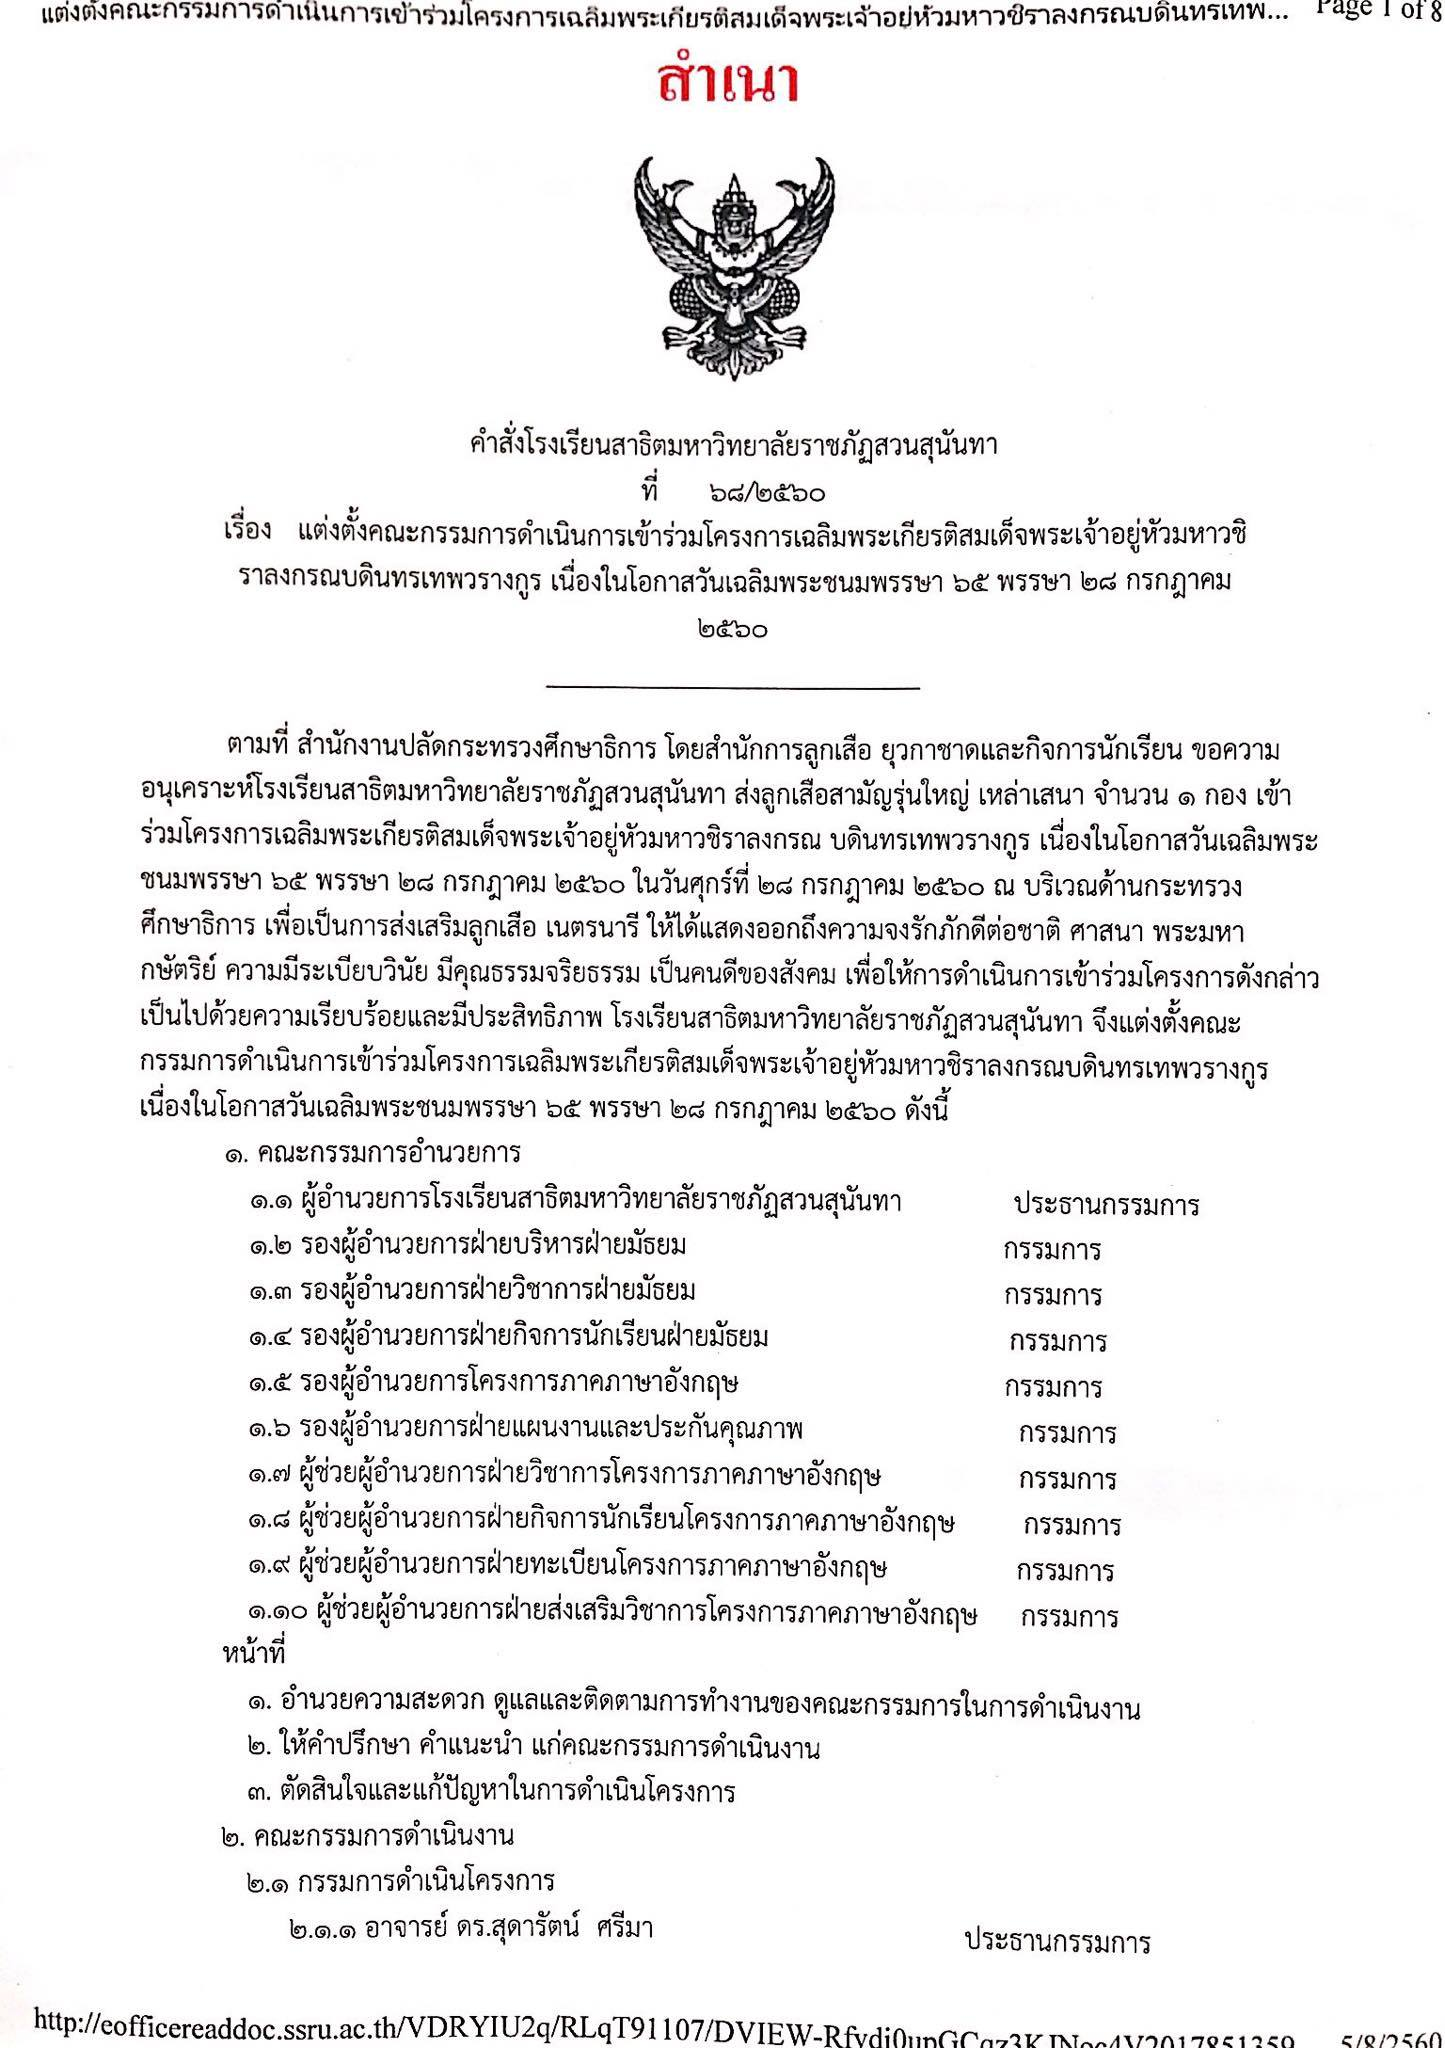 แต่งตั้งคณะกรรมการดำเนินการเข้าร่วมโครงการเฉลิมพระเกียรติสมเด็จพระเจ้าอยู่หัวมหาวชิราลงกรณบดินทรเทพ... Page 1 of 8
สำเนา
คำสั่งโรงเรียนสาธิตมหาวิทยาลัยราชภัฏสวนสุนันทา
ที่ ๖๘/๒๕๖๐
เรื่อง แต่งตั้งคณะกรรมการดำเนินการเข้าร่วมโครงการเฉลิมพระเกียรติสมเด็จพระเจ้าอยู่หัวมหาวชิ
ราลงกรณบดินทรเทพวรางกูร เนื่องในโอกาสวันเฉลิมพระชนมพรรษา ๖๕ พรรษา ๒๘ กรกฎาคม
๒๕๖๐
ตามที่ สำนักงานปลัดกระทรวงศึกษาธิการ โดยสำนักการลูกเสือ ยุวกาชาดและกิจการนักเรียน ขอความ
อนุเคราะห์โรงเรียนสาธิตมหาวิทยาลัยราชภัฏสวนสุนันทา ส่งลูกเสือสามัญรุ่นใหญ่ เหล่าเสนา จำนวน ๑ กอง เข้า
ร่วมโครงการเฉลิมพระเกียรติสมเด็จพระเจ้าอยู่หัวมหาวชิราลงกรณ บดินทรเทพวรางกูร เนื่องในโอกาสวันเฉลิมพระ
ชนมพรรษา ๖๕ พรรษา ๒๘ กรกฎาคม ๒๕๖๐ ในวันศุกร์ที่ ๒๘ กรกฎาคม ๒๕๖๐ ณ บริเวณด้านกระทรวง
ศึกษาธิการ เพื่อเป็นการส่งเสริมลูกเสือ เนตรนารี ให้ได้แสดงออกถึงความจงรักภักดีต่อชาติ ศาสนา พระมหา
กษัตริย์ ความมีระเบียบวินัย มีคุณธรรมจริยธรรม เป็นคนดีของสังคม เพื่อให้การดำเนินการเข้าร่วมโครงการดังกล่าว
เป็นไปด้วยความเรียบร้อยและมีประสิทธิภาพ โรงเรียนสาธิตมหาวิทยาลัยราชภัฏสวนสุนันทา จึงแต่งตั้งคณะ
กรรมการดำเนินการเข้าร่วมโครงการเฉลิมพระเกียรติสมเด็จพระเจ้าอยู่หัวมหาวชิราลงกรณบดินทรเทพวรางกูร
เนื่องในโอกาสวันเฉลิมพระชนมพรรษา ๖๕ พรรษา ๒๘ กรกฎาคม ๒๕๖๐ ดังนี้
๑. คณะกรรมการอำนวยการ
๑.๑ ผู้อำนวยการโรงเรียนสาธิตมหาวิทยาลัยราชภัฏสวนสุนันทา ประธานกรรมการ
๑.๒ รองผู้อำนวยการฝ่ายบริหารฝ่ายมัธยม กรรมการ
๑.๓ รองผู้อำนวยการฝ่ายวิชาการฝ่ายมัธยม กรรมการ
๑.๔ รองผู้อำนวยการฝ่ายกิจการนักเรียนฝ่ายมัธยม กรรมการ
๑.๕ รองผู้อำนวยการโครงการภาคภาษาอังกฤษ กรรมการ
๑.๖ รองผู้อำนวยการฝ่ายแผนงานและประกันคุณภาพ กรรมการ
๑.๗ ผู้ช่วยผู้อำนวยการฝ่ายวิชาการโครงการภาคภาษาอังกฤษ กรรมการ
๑.๘ ผู้ช่วยผู้อำนวยการฝ่ายกิจการนักเรียนโครงการภาคภาษาอังกฤษ กรรมการ
๑.๙ ผู้ช่วยผู้อำนวยการฝ่ายทะเบียนโครงการภาคภาษาอังกฤษ กรรมการ
๑.๑๐ ผู้ช่วยผู้อำนวยการฝ่ายส่งเสริมวิชาการโครงการภาคภาษาอังกฤษ กรรมการ
หน้าที่
๑. อำนวยความสะดวก ดูแลและติดตามการทำงานของคณะกรรมการในการดำเนินงาน
๒. ให้คำปรึกษา คำแนะนำ แก่คณะกรรมการดำเนินงาน
๓. ตัดสินใจและแก้ปัญหาในการดำเนินโครงการ
๒. คณะกรรมการดำเนินงาน
๒.๑ กรรมการดำเนินโครงการ
๒.๑.๑ อาจารย์ ดร.สุดารัตน์ ศรีมา ประธานกรรมการ
5/8/2560